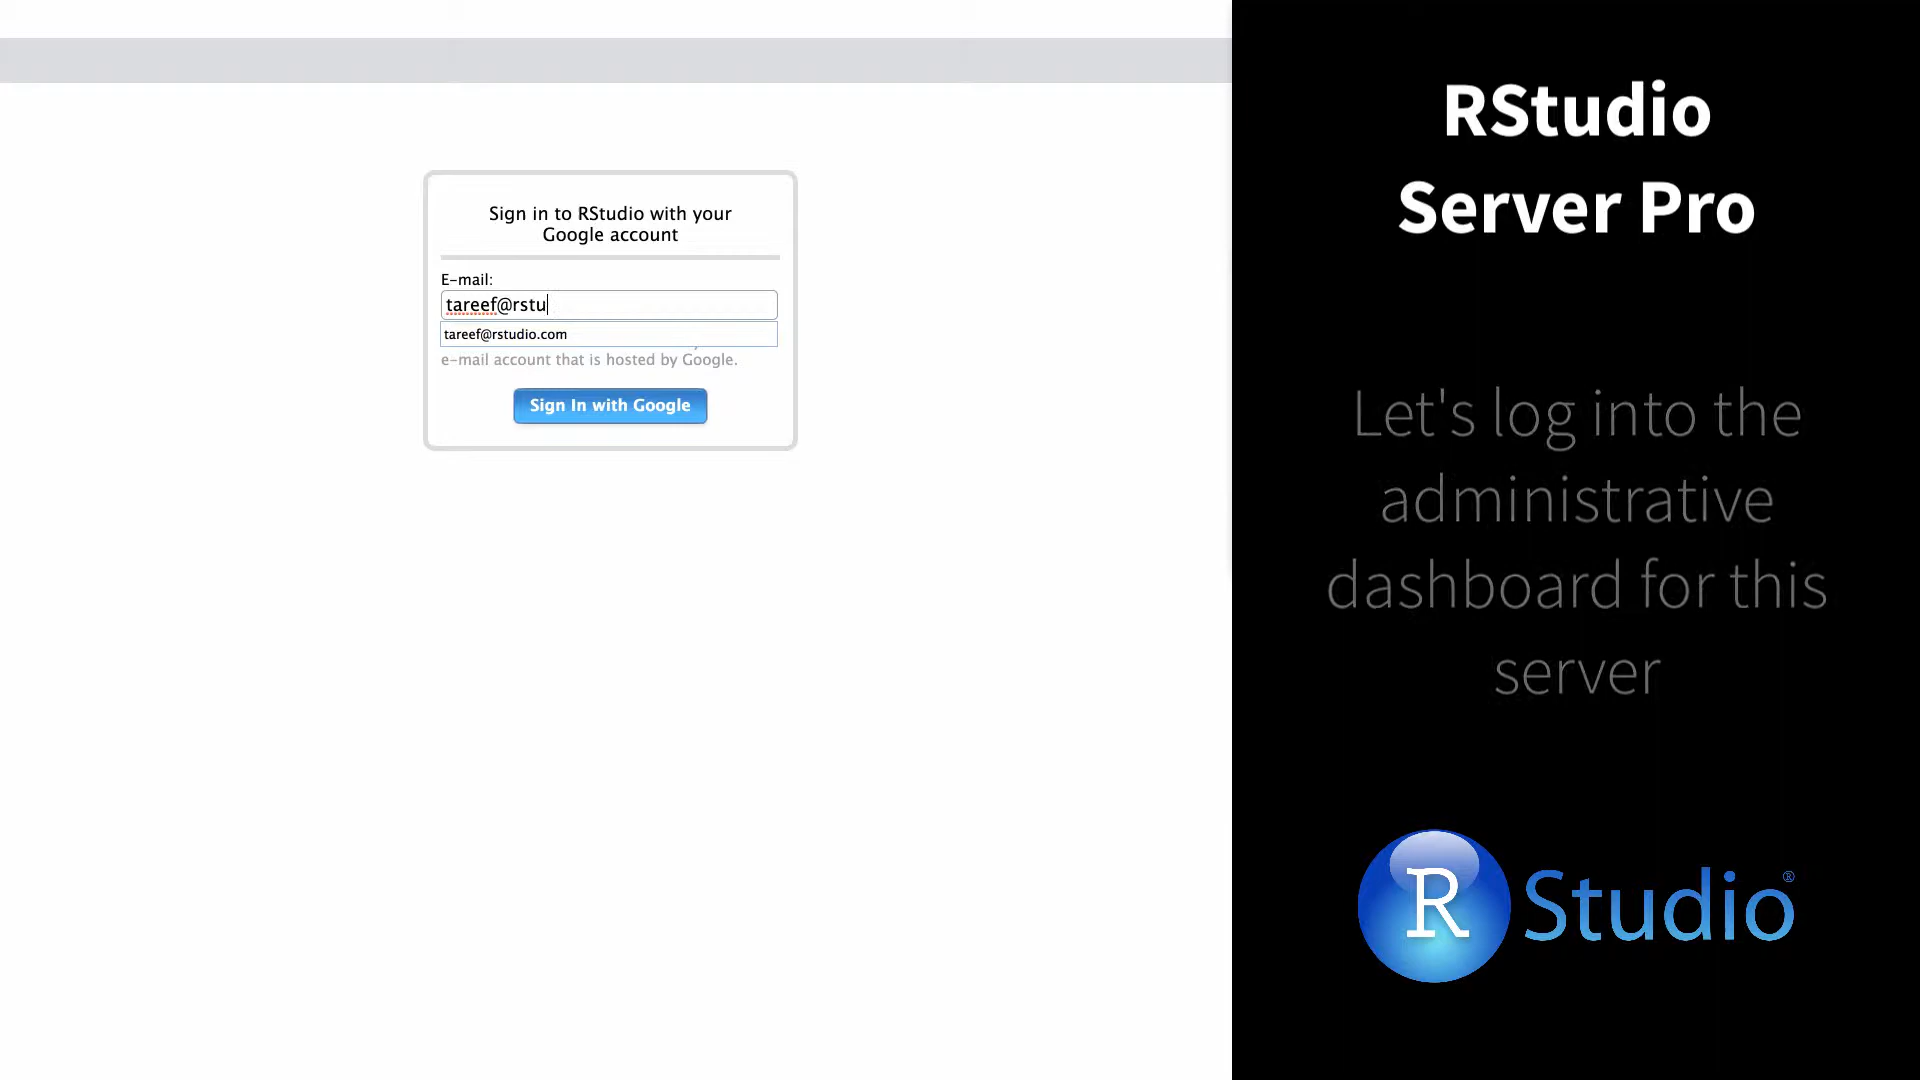 Sign in to RStudio with your
Google account
E-mail:
tareef@rstu
tareef@rstudio.com
e-mail account that is hosted by Google.
Sign In with Google
RStudio
Server Pro
Let's log into the
administrative
dashboard for this
server
R Studio®